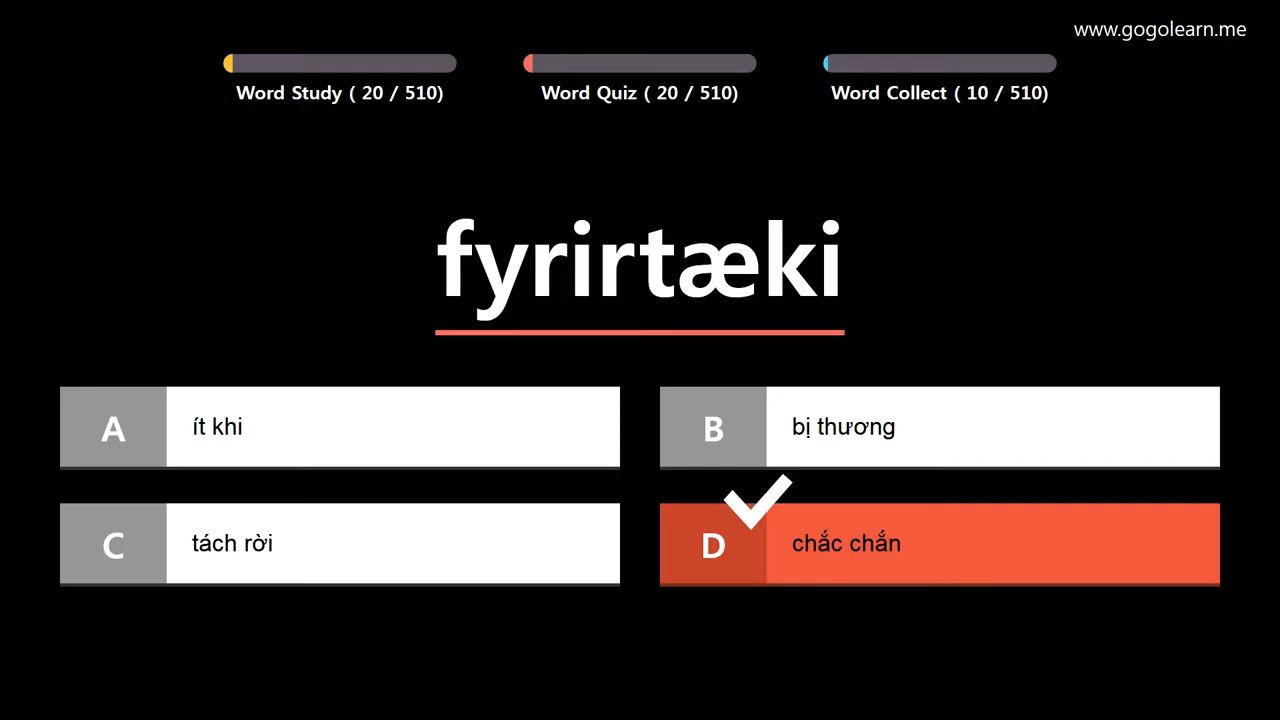 www.gogolearn.me
Word Study ( 20 / 510)
Word Quiz ( 20 / 510)
Word Collect ( 10 / 510)
fyrirtæki
A
ít khi
B
bị thương
C
tách rời
D
chắc chắn